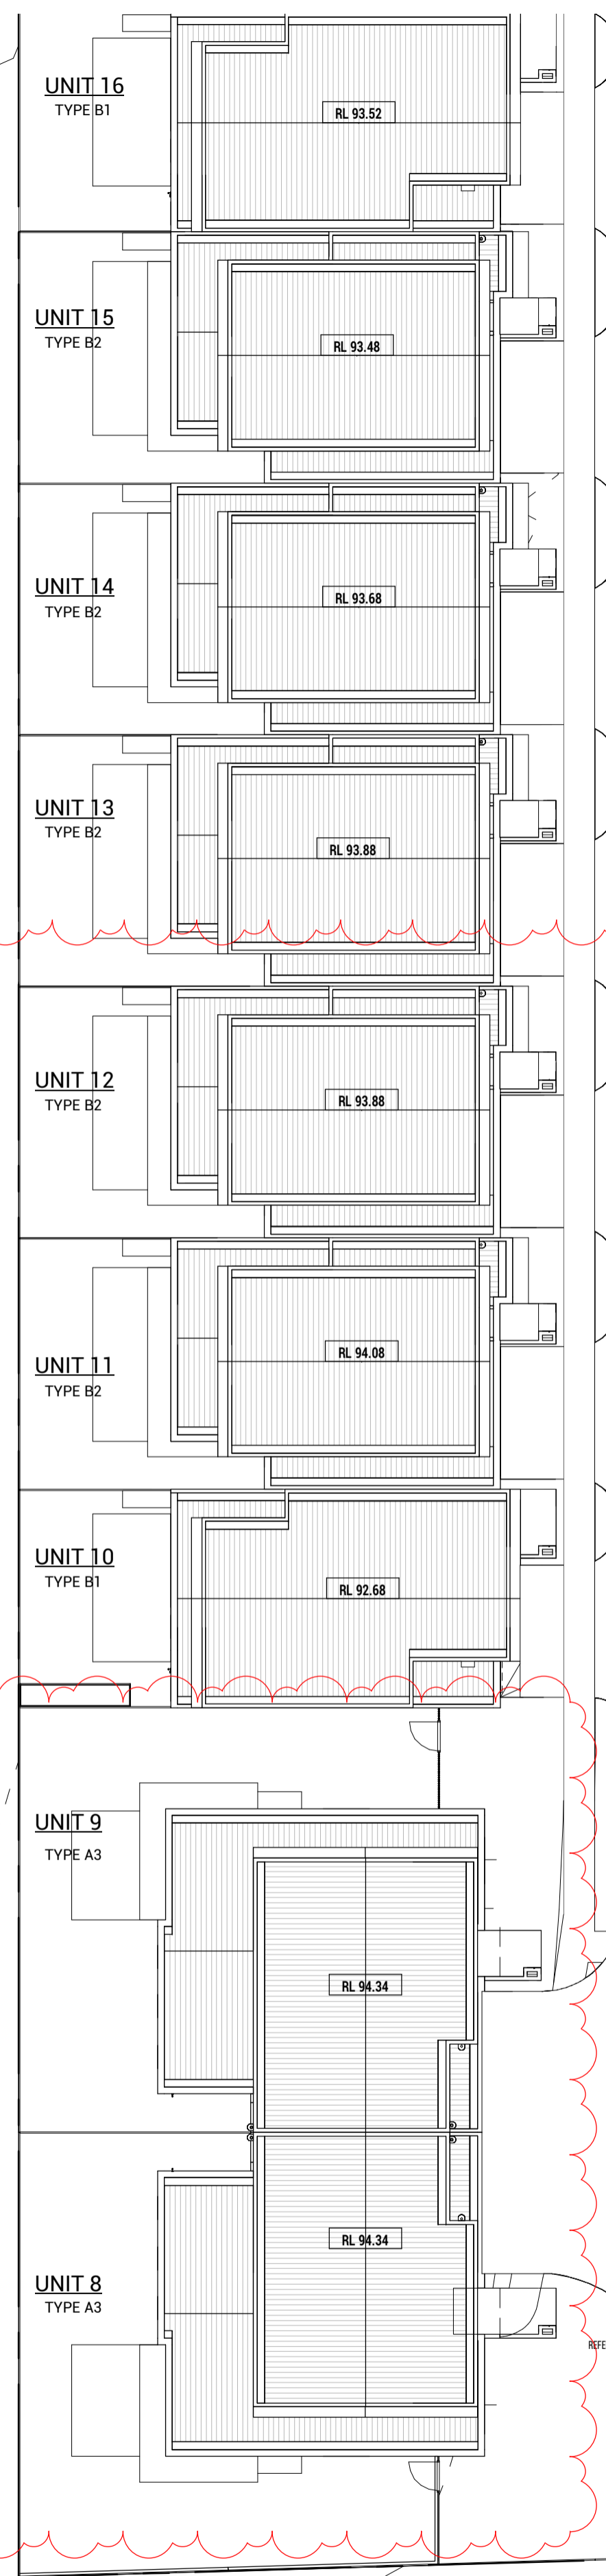 UNIT 16
TYPE B1
RL 93.52
UNIT 15
TYPE B2
RL 93.48
UNIT 14
TYPE B2
RL 93.68
UNIT 13
TYPE B2
RL 93.88
UNIT 12
TYPE B2
RL 93.88
UNIT 11
TYPE B2
RL 94.08
UNIT 10
TYPE B1
RL 92.68
UNIT 9
TYPE A3
RL 94.34
RL 94.34
UNIT 8
TYPE A3
REFE